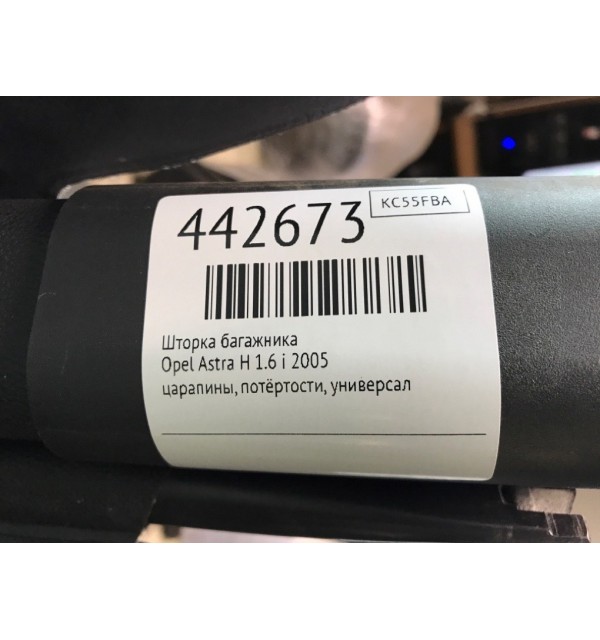 442673
KC55FBA
Шторка багажника
Opel Astra H 1.6 i 2005
царапины, потёртости, универсал